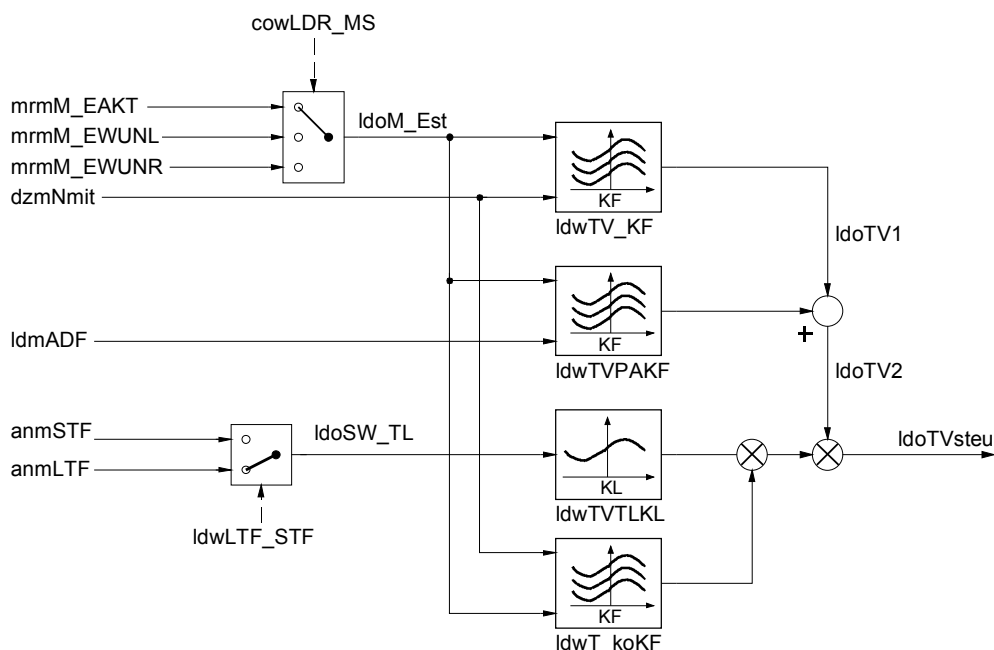 cowLDR_MS
mrmM_EAKT
mrmM_EWUNL
mrmM_EWUNR
dzmNmit
ldoM_Est
KF
ldwTV_KF
ldoTV1
ldmADF
KF
ldwTVPAKF
+
ldoTV2
anmSTF
anmLTF
ldoSW_TL
ldwLTF_STF
KL
ldwTVTLKL
ldoTVsteu
KF
ldwT_koKF